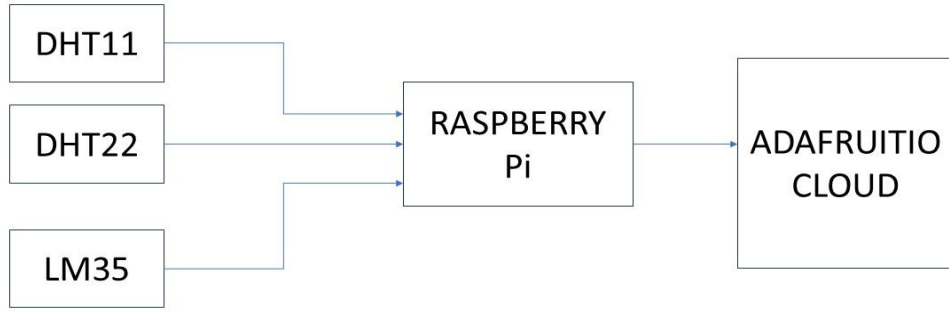 DHT11
DHT22
LM35
RASPBERRY
Pi
ADAFRUITIO
CLOUD